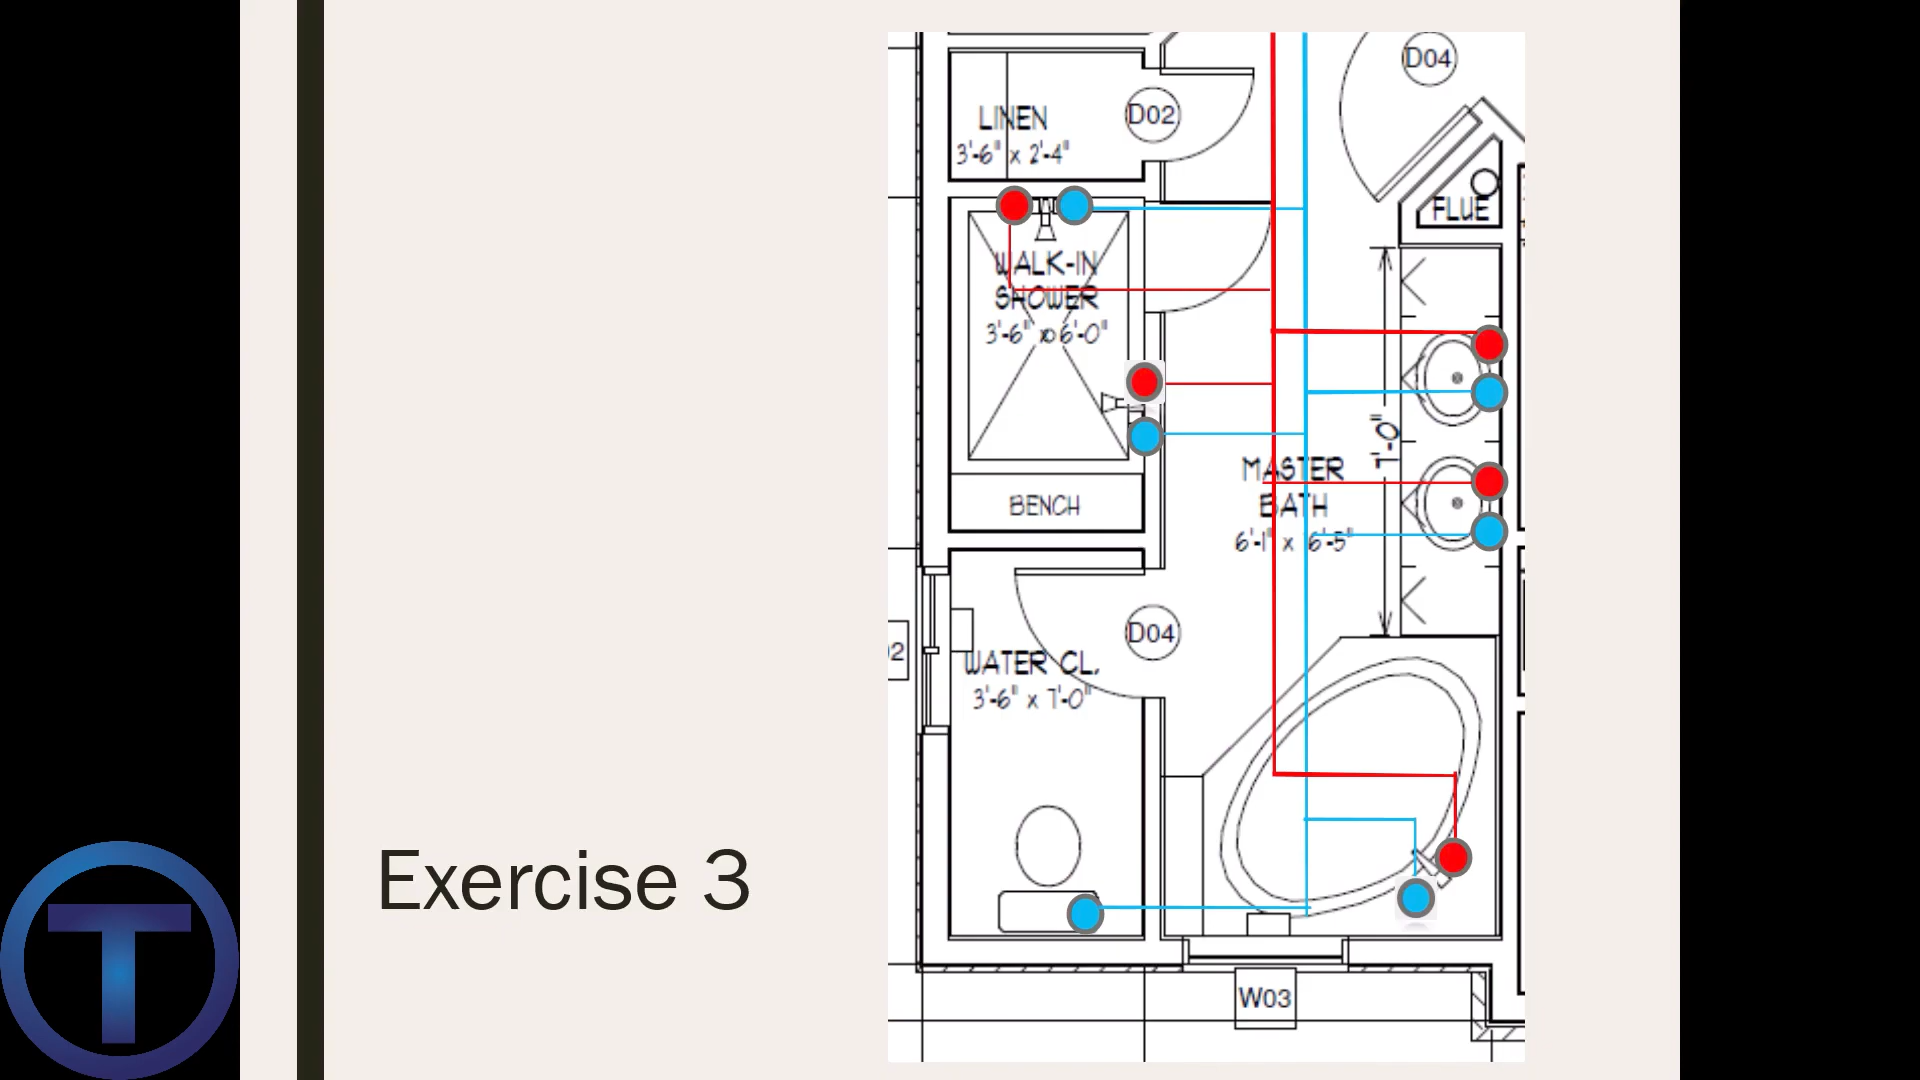 D04
LINEN
3'-6" x 2'-4"
D02
FLUE
WALK-IN
SHOWER
3'-6" x 6'-0"
7'-0"
MASTER
BATH
6'-1" x 6'-5"
BENCH
D04
WATER CL.
3'-6" x 7'-0"
Exercise 3
W03
T